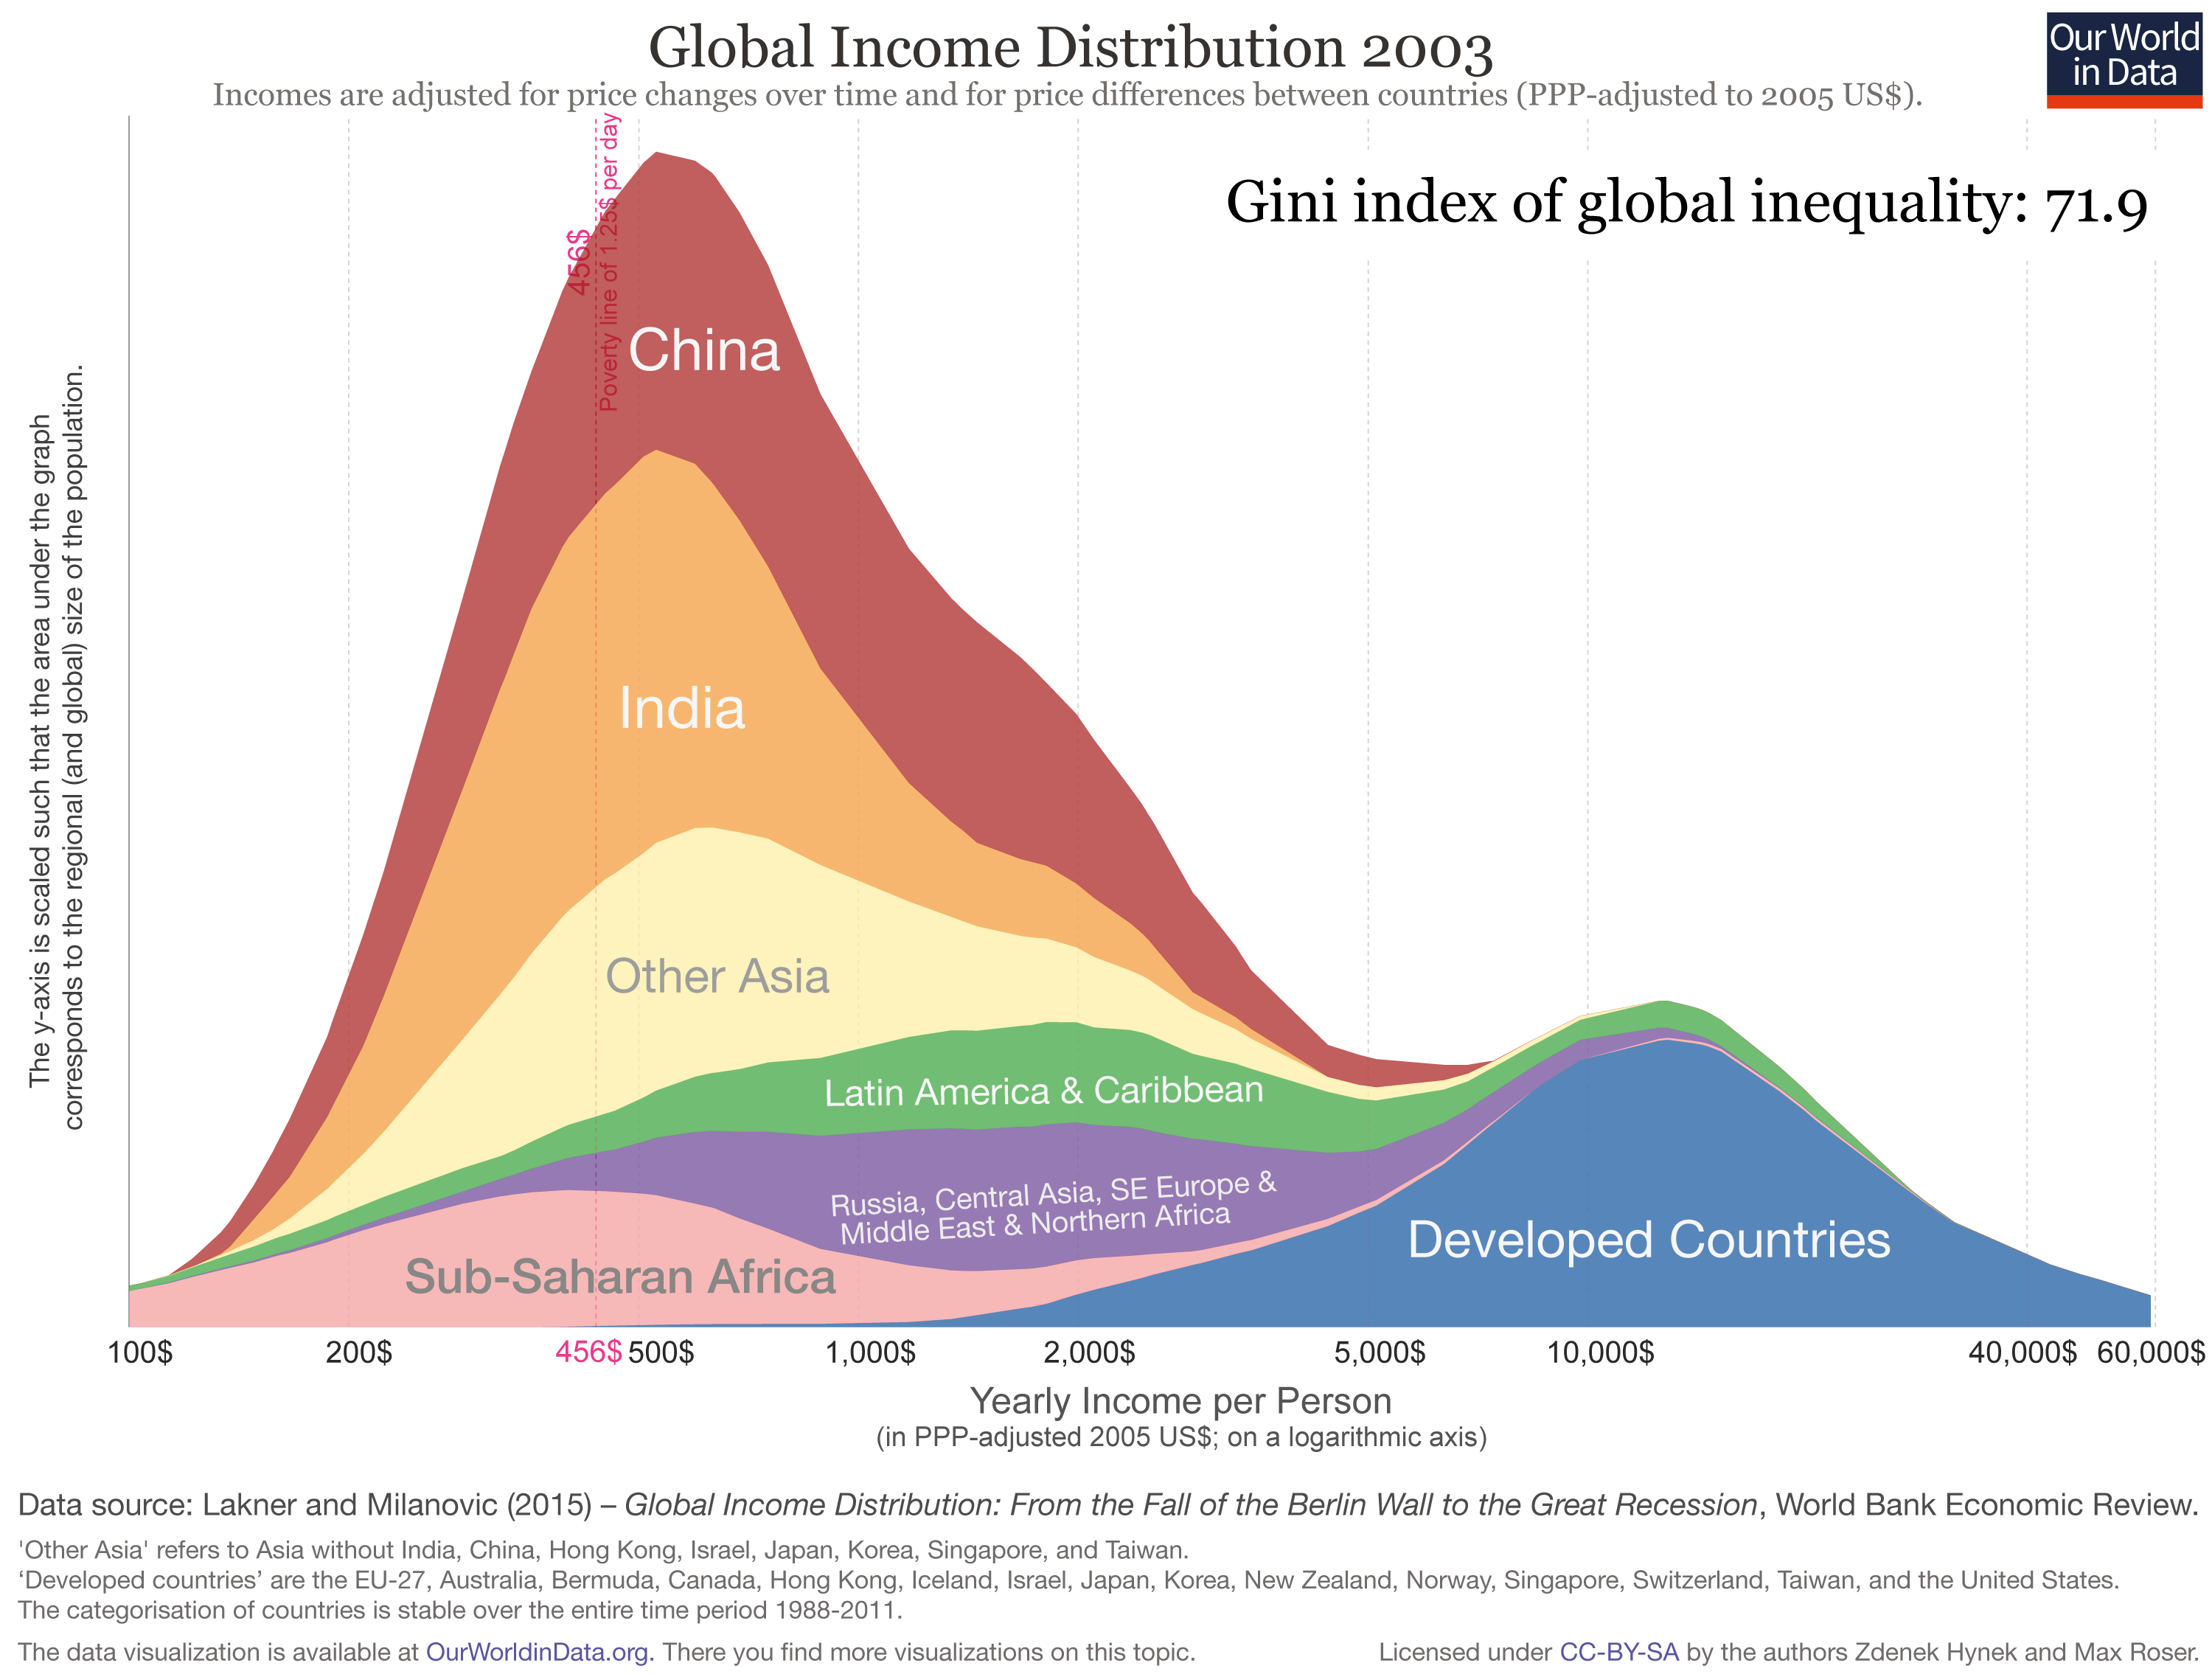 Global Income Distribution 2003
Incomes are adjusted for price changes over time and for price differences between countries (PPP-adjusted to 2005 US$).
Our World
in Data
Gini index of global inequality: 71.9
The y-axis is scaled such that the area under the graph
corresponds to the regional (and global) size of the population.
456$
Poverty line of 1.25$ per day
China
India
Other Asia
Latin America & Caribbean
Russia, Central Asia, SE Europe &
Middle East & Northern Africa
Sub-Saharan Africa
Developed Countries
100$ 200$ 456$ 500$ 1,000$ 2,000$ 5,000$ 10,000$ 40,000$ 60,000$
Yearly Income per Person
(in PPP-adjusted 2005 US$; on a logarithmic axis)
Data source: Lakner and Milanovic (2015) – Global Income Distribution: From the Fall of the Berlin Wall to the Great Recession, World Bank Economic Review.
'Other Asia' refers to Asia without India, China, Hong Kong, Israel, Japan, Korea, Singapore, and Taiwan.
‘Developed countries’ are the EU-27, Australia, Bermuda, Canada, Hong Kong, Iceland, Israel, Japan, Korea, New Zealand, Norway, Singapore, Switzerland, Taiwan, and the United States.
The categorisation of countries is stable over the entire time period 1988-2011.
The data visualization is available at OurWorldinData.org. There you find more visualizations on this topic.
Licensed under CC-BY-SA by the authors Zdenek Hynek and Max Roser.